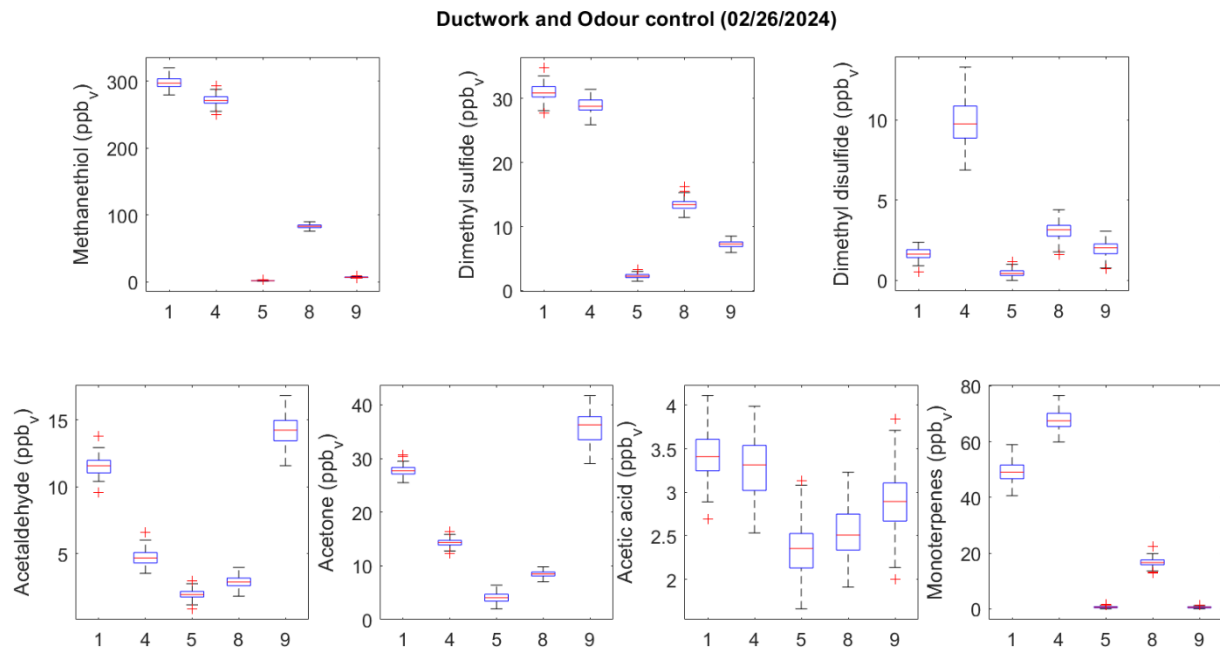 Ductwork and Odour control (02/26/2024)
Methanethiol (ppbv)
300
200
100
0
1 4 5 8 9
Dimethyl sulfide (ppbv)
30
20
10
0
1 4 5 8 9
Dimethyl disulfide (ppbv)
10
5
0
1 4 5 8 9
Acetaldehyde (ppbv)
15
10
5
1 4 5 8 9
Acetone (ppbv)
40
30
20
10
0
1 4 5 8 9
Acetic acid (ppbv)
4
3.5
3
2.5
2
1 4 5 8 9
Monoterpenes (ppbv)
80
60
40
20
0
1 4 5 8 9